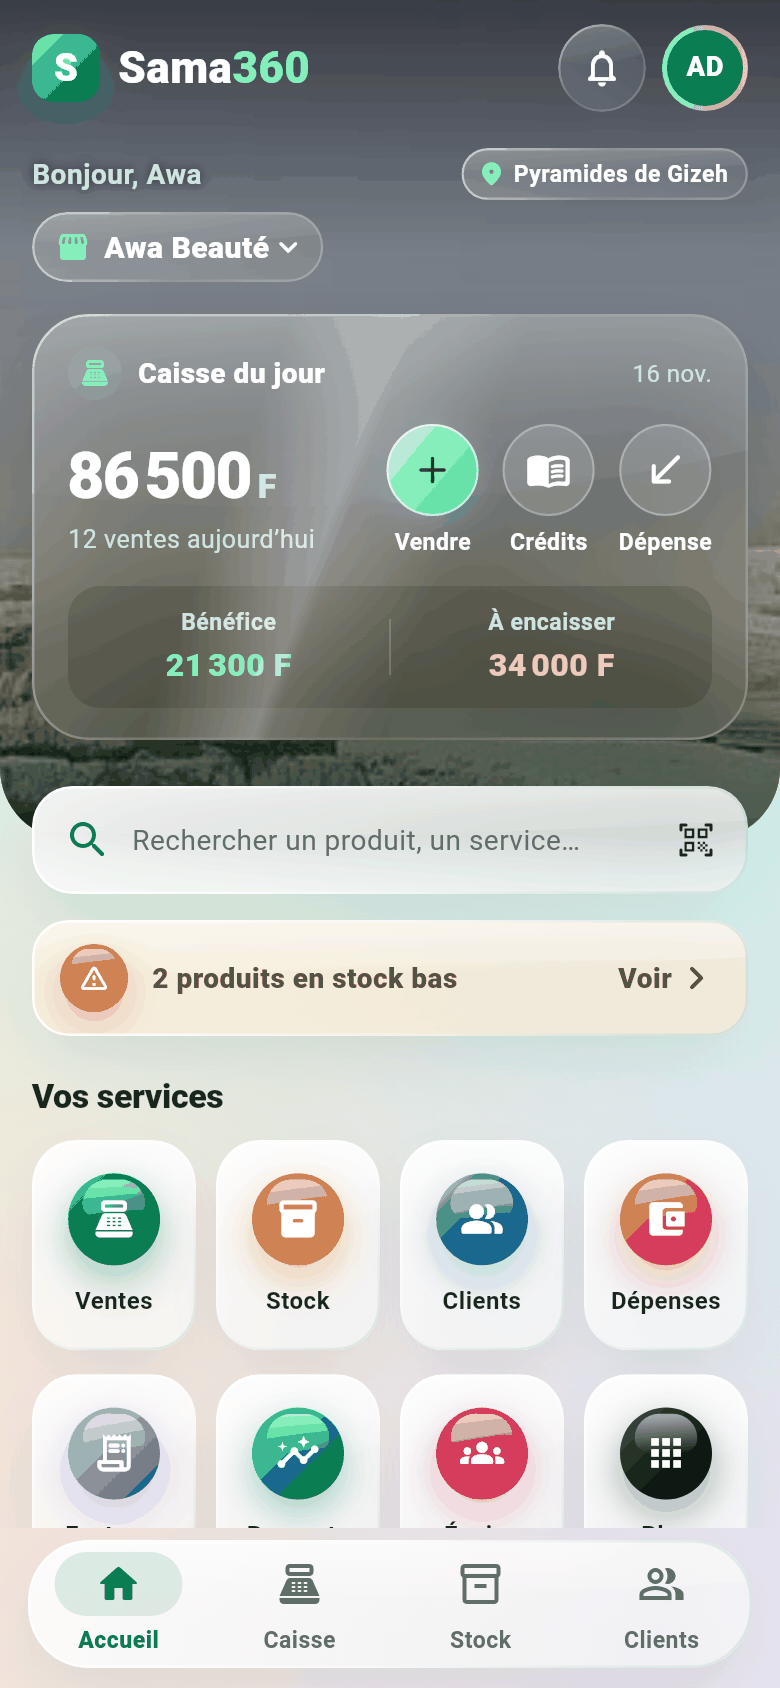 S Sama360
AD
Bonjour, Awa
Pyramides de Gizeh
Awa Beauté
Caisse du jour
16 nov.
86 500 F
12 ventes aujourd’hui
Vendre
Crédits
Dépense
Bénéfice
21 300 F
À encaisser
34 000 F
Rechercher un produit, un service…
2 produits en stock bas
Voir
Vos services
Ventes
Stock
Clients
Dépenses
Accueil
Caisse
Stock
Clients